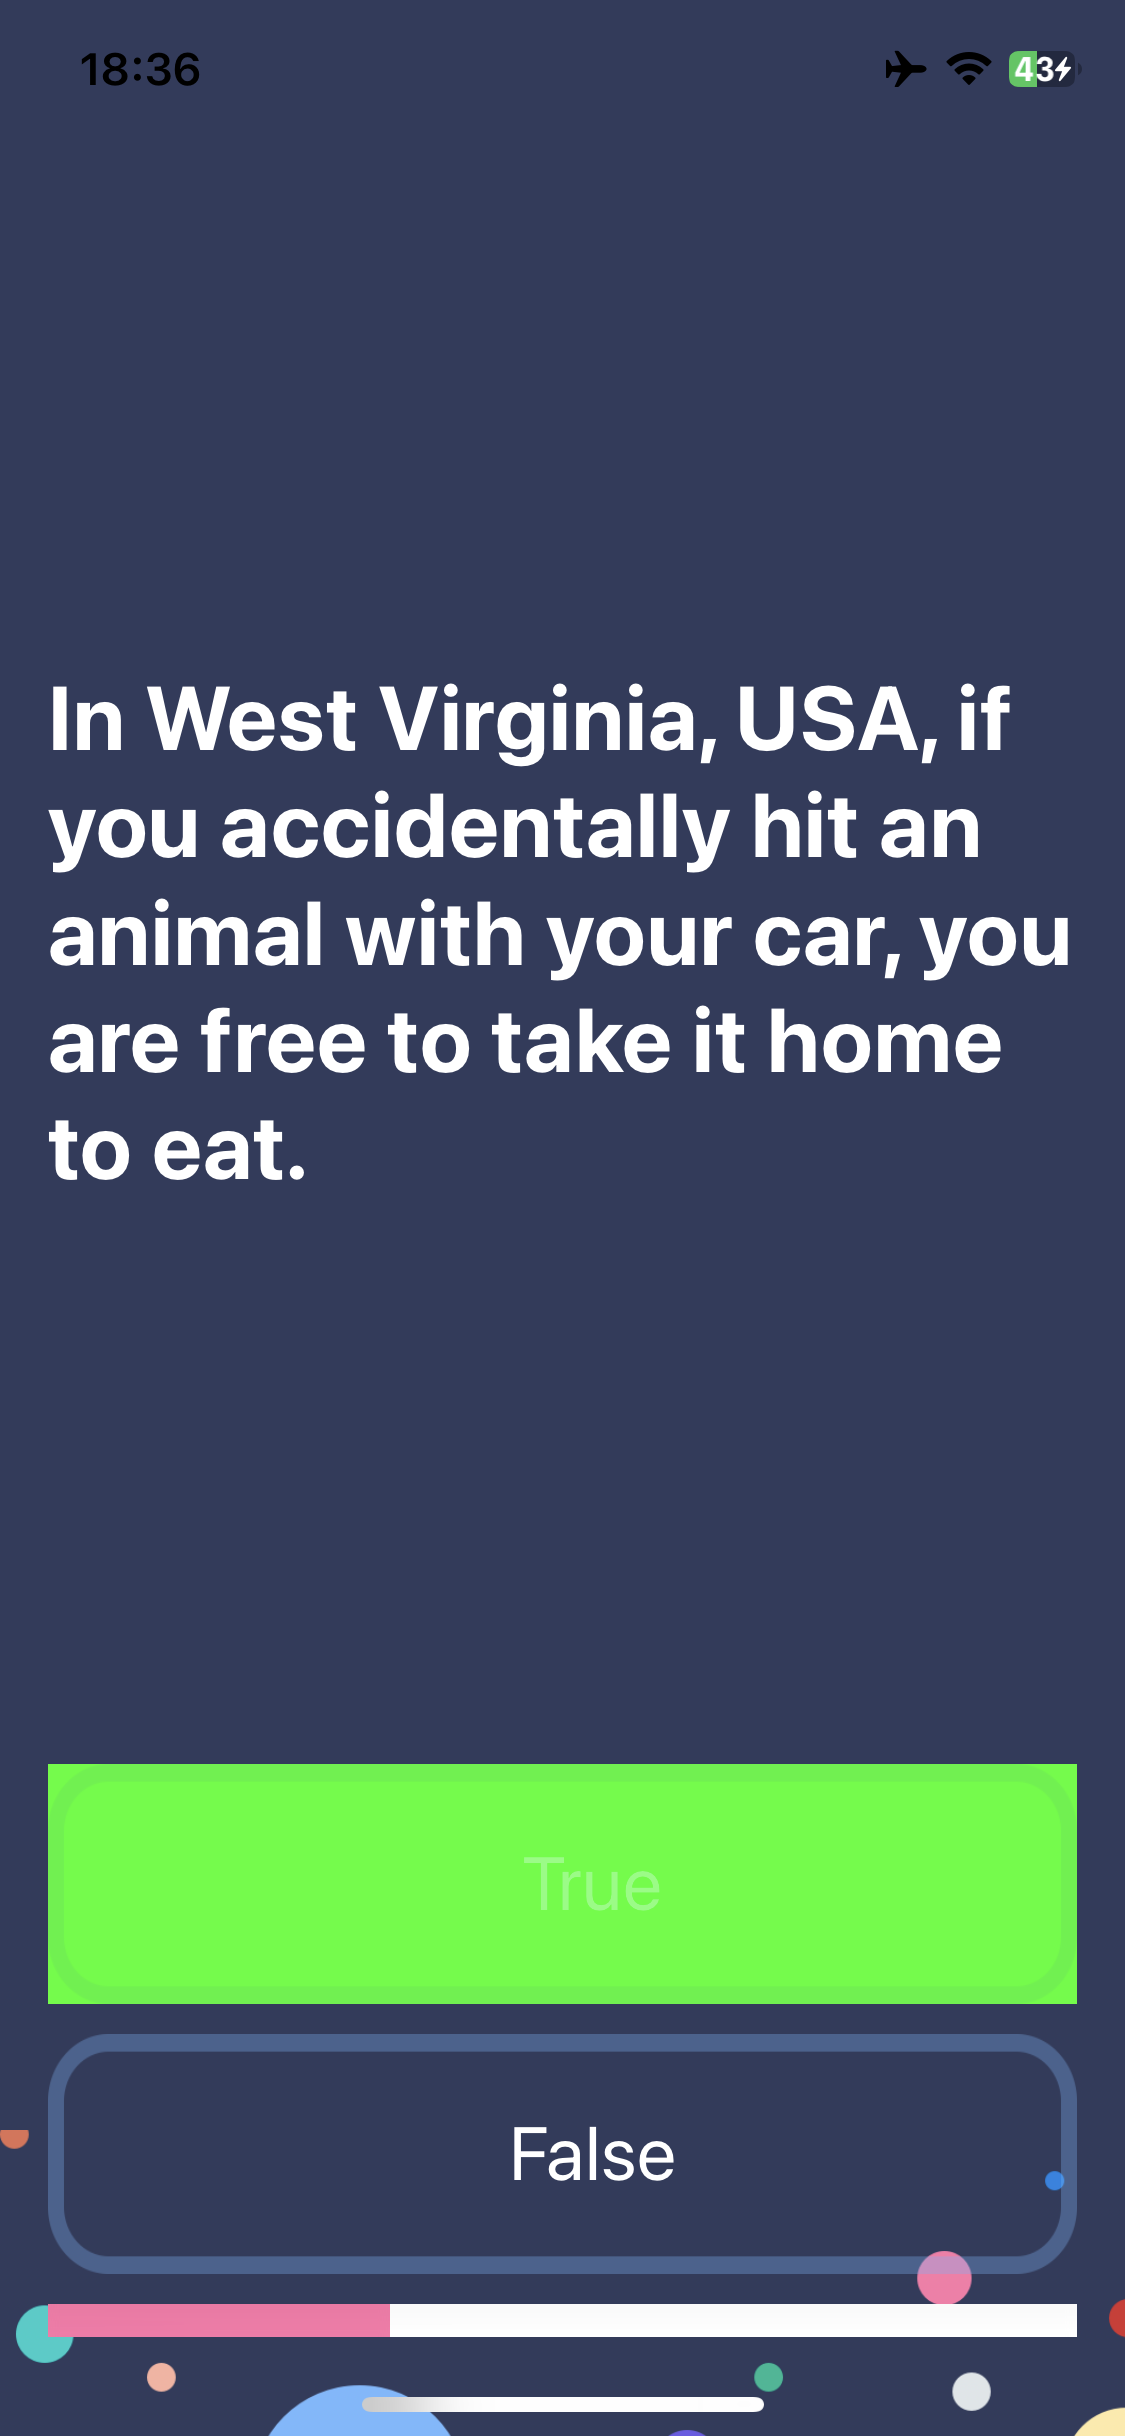 18:36
43
In West Virginia, USA, if
you accidentally hit an
animal with your car, you
are free to take it home
to eat.
True
False